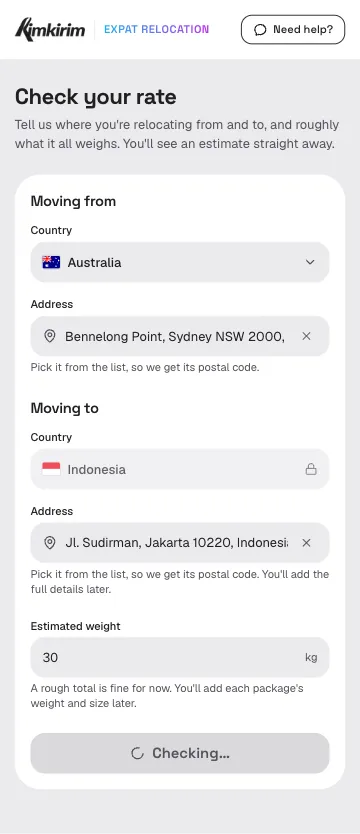 Kimkirim
EXPAT RELOCATION
Need help?
Check your rate
Tell us where you're relocating from and to, and roughly
what it all weighs. You'll see an estimate straight away.
Moving from
Country
Australia
Address
Bennelong Point, Sydney NSW 2000,
Pick it from the list, so we get its postal code.
Moving to
Country
Indonesia
Address
Jl. Sudirman, Jakarta 10220, Indonesi
Pick it from the list, so we get its postal code. You'll add the
full details later.
Estimated weight
30
kg
A rough total is fine for now. You'll add each package's
weight and size later.
Checking...